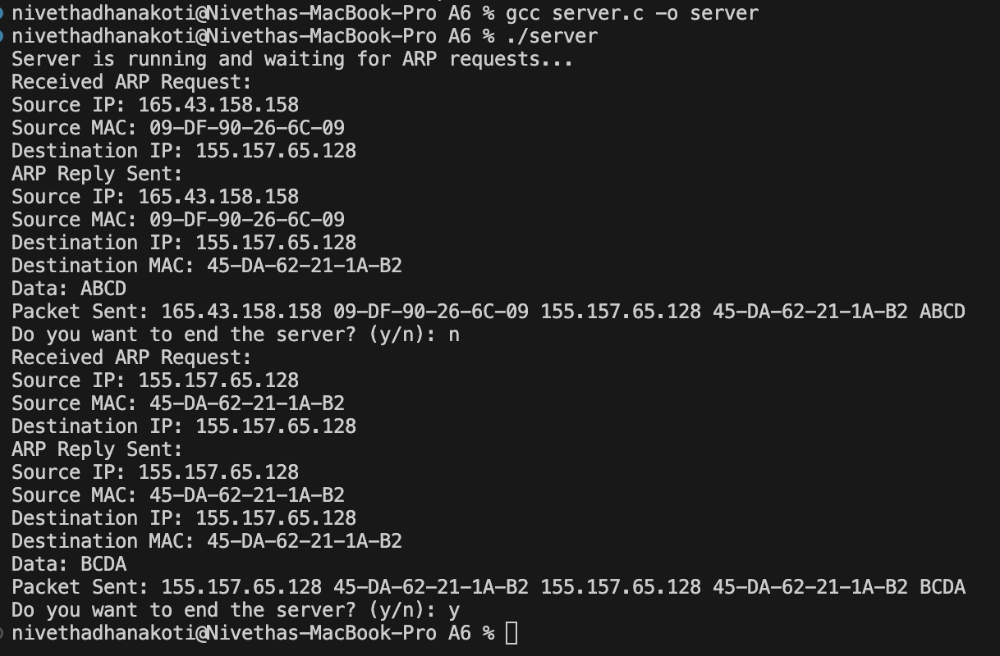 nivethadhanakoti@Nivethas-MacBook-Pro A6 % gcc server.c -o server
nivethadhanakoti@Nivethas-MacBook-Pro A6 % ./server
Server is running and waiting for ARP requests...
Received ARP Request:
Source IP: 165.43.158.158
Source MAC: 09-DF-90-26-6C-09
Destination IP: 155.157.65.128
ARP Reply Sent:
Source IP: 165.43.158.158
Source MAC: 09-DF-90-26-6C-09
Destination IP: 155.157.65.128
Destination MAC: 45-DA-62-21-1A-B2
Data: ABCD
Packet Sent: 165.43.158.158 09-DF-90-26-6C-09 155.157.65.128 45-DA-62-21-1A-B2 ABCD
Do you want to end the server? (y/n): n
Received ARP Request:
Source IP: 155.157.65.128
Source MAC: 45-DA-62-21-1A-B2
Destination IP: 155.157.65.128
ARP Reply Sent:
Source IP: 155.157.65.128
Source MAC: 45-DA-62-21-1A-B2
Destination IP: 155.157.65.128
Destination MAC: 45-DA-62-21-1A-B2
Data: BCDA
Packet Sent: 155.157.65.128 45-DA-62-21-1A-B2 155.157.65.128 45-DA-62-21-1A-B2 BCDA
Do you want to end the server? (y/n): y
nivethadhanakoti@Nivethas-MacBook-Pro A6 %